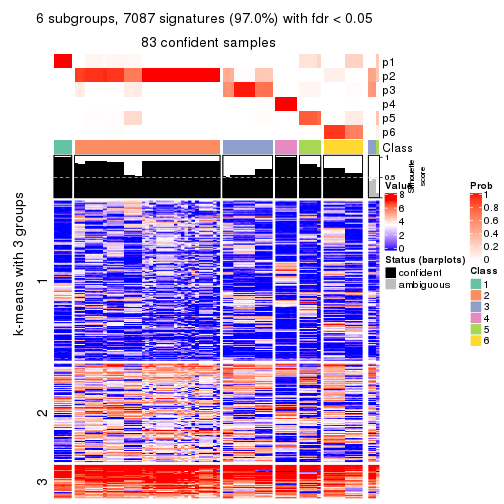 6 subgroups, 7087 signatures (97.0%) with fdr < 0.05
83 confident samples
p1
p2
p3
p4
p5
p6
Class
1
0.5
0
Silhouette
score
k-means with 3 groups
1
2
3
Value
8
6
4
2
0
Status (barplots)
confident
ambiguous
Prob
1
0.8
0.6
0.4
0.2
0
Class
1
2
3
4
5
6